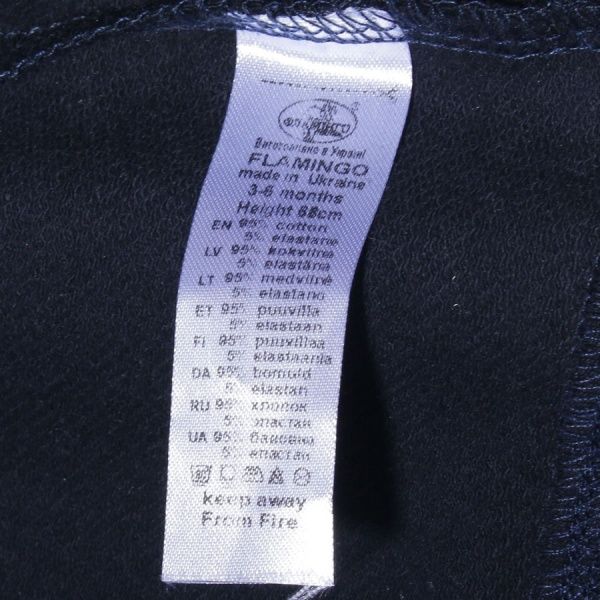 Виготовлено в Україні
FLAMINGO
made in Ukraine
3-6 months
Height 68cm
EN 95% cotton
5% elastane
LV 95% kokvilna
5% elastāna
LT 95% medvilnė
5% elastano
ET 95% puuvilla
5% elastaan
FI 95% puuvillaa
5% elastaania
DA 95% bomuld
5% elastan
RU 95% хлопок
5% эластан
UA 95% бавовна
5% еластан
keep away
From Fire